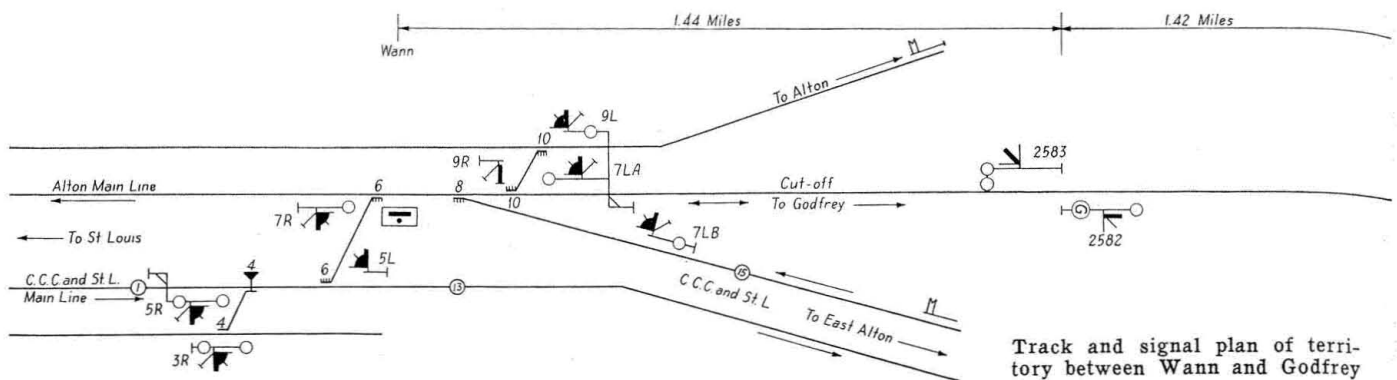 1.44 Miles
1.42 Miles
Wann
M
To Alton
9L
10
9R
7LA
2583
Alton Main Line
6
8
10
Cut-off
To Godfrey
7R
7LB
2582
G
To St Louis
5L
4
C.C.C and St. L.
Main Line
1
6
13
15
5R
C C.C and St. L
M
To East Alton
4
3R
Track and signal plan of terri-
tory between Wann and Godfrey